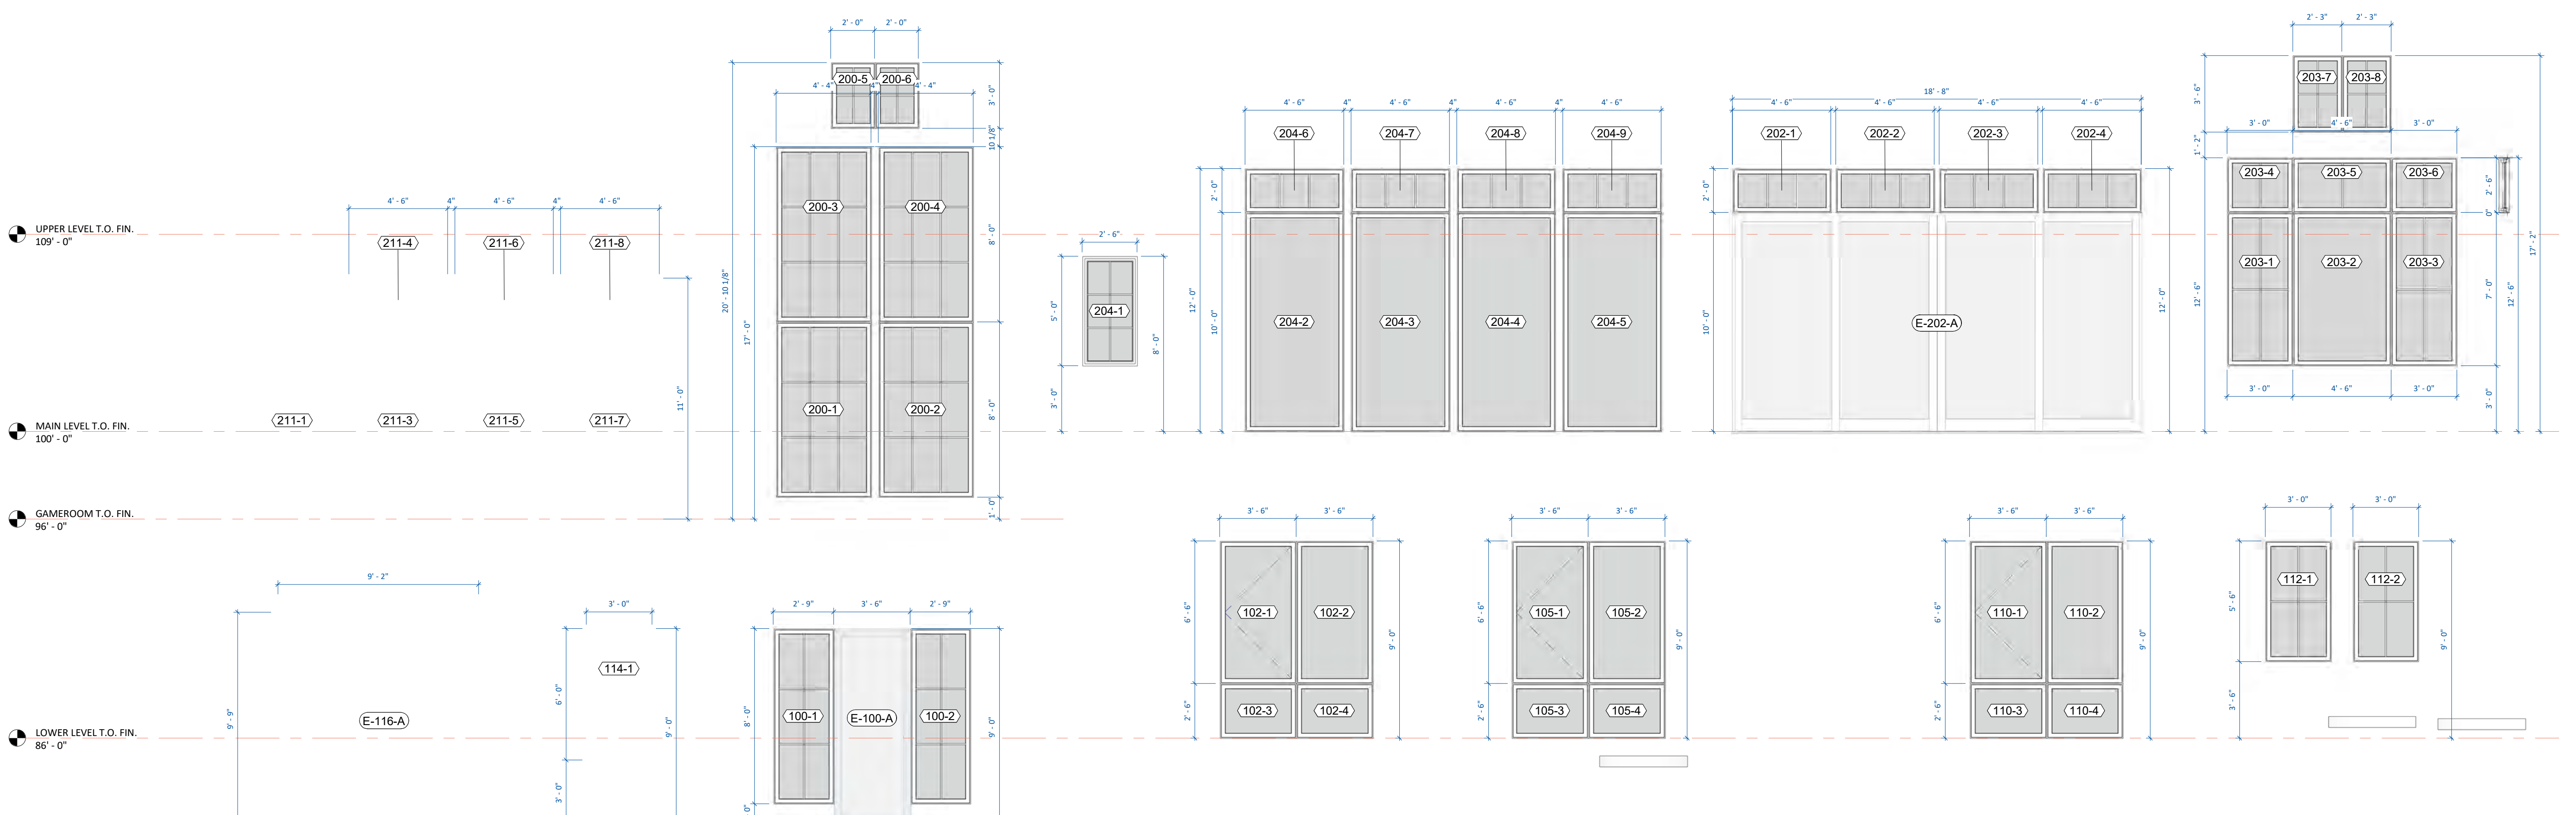 2' - 0" 2' - 0"
200-5 200-6
4' - 4" 4" 4' - 4"
3' - 0"
10 1/8"
20' - 10 1/8"
17' - 0"
200-3 200-4
8' - 0"
200-1 200-2
8' - 0"
1' - 0"
4' - 6" 4" 4' - 6" 4" 4' - 6"
211-4 211-6 211-8
211-1 211-3 211-5 211-7
11' - 0"
UPPER LEVEL T.O. FIN.
109' - 0"
MAIN LEVEL T.O. FIN.
100' - 0"
GAMEROOM T.O. FIN.
96' - 0"
LOWER LEVEL T.O. FIN.
86' - 0"
2' - 6"
204-1
5' - 0"
3' - 0"
8' - 0"
4' - 6" 4" 4' - 6" 4" 4' - 6" 4" 4' - 6"
204-6 204-7 204-8 204-9
12' - 0"
2' - 0"
10' - 0"
204-2 204-3 204-4 204-5
18' - 8"
4' - 6" 4' - 6" 4' - 6" 4' - 6"
202-1 202-2 202-3 202-4
2' - 0"
10' - 0"
E-202-A
12' - 0"
2' - 3" 2' - 3"
203-7 203-8
3' - 6"
1' - 2"
12' - 6"
3' - 0" 4' - 6" 3' - 0"
203-4 203-5 203-6
203-1 203-2 203-3
3' - 0" 4' - 6" 3' - 0"
2' - 6"
0"
7' - 0"
3' - 0"
12' - 6"
17' - 2"
9' - 2"
9' - 9"
E-116-A
3' - 0"
114-1
6' - 0"
3' - 0"
9' - 0"
2' - 9" 3' - 6" 2' - 9"
100-1 E-100-A 100-2
8' - 0"
0"
9' - 0"
3' - 6" 3' - 6"
102-1 102-2
102-3 102-4
6' - 6"
2' - 6"
9' - 0"
3' - 6" 3' - 6"
105-1 105-2
105-3 105-4
6' - 6"
2' - 6"
9' - 0"
3' - 6" 3' - 6"
110-1 110-2
110-3 110-4
6' - 6"
2' - 6"
9' - 0"
3' - 0" 3' - 0"
112-1 112-2
5' - 6"
3' - 6"
9' - 0"